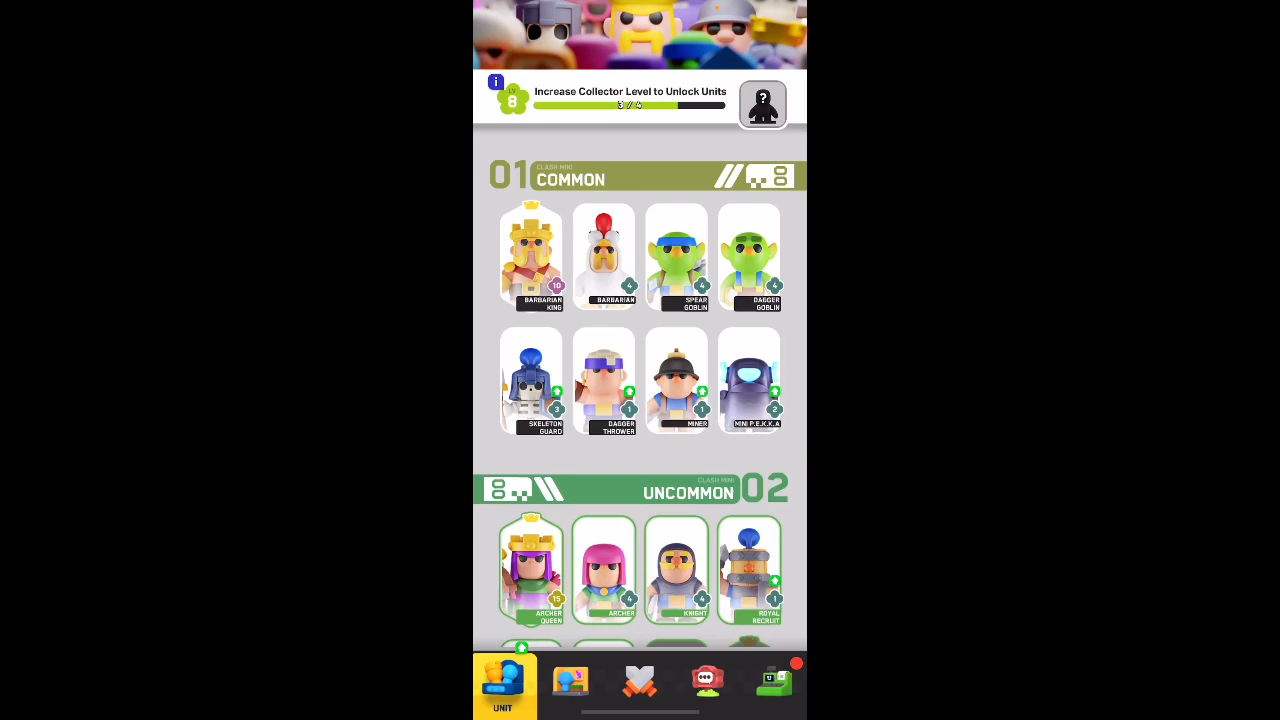 i
LV
8
Increase Collector Level to Unlock Units
3 / 4
?
01
CLASH MINI
COMMON
10
BARBARIAN
KING
4
BARBARIAN
4
SPEAR
GOBLIN
4
DAGGER
GOBLIN
3
SKELETON
GUARD
1
DAGGER
THROWER
1
MINER
2
MINI P.E.K.K.A
CLASH MINI
UNCOMMON
02
15
ARCHER
QUEEN
4
ARCHER
4
KNIGHT
1
ROYAL
RECRUIT
UNIT